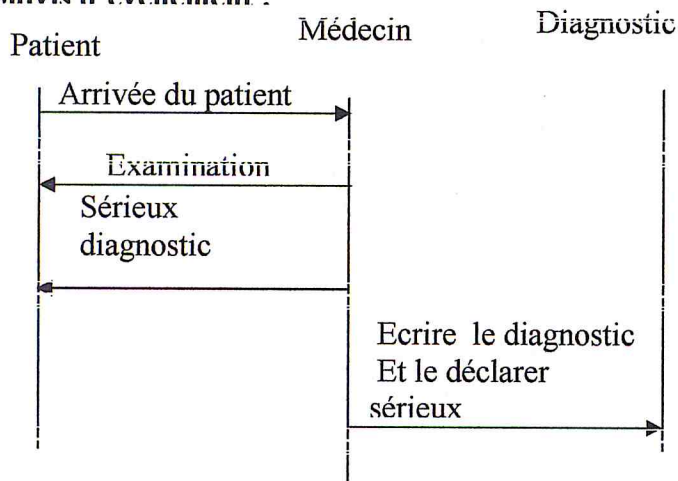 Patient
Médecin
Diagnostic
Arrivée du patient
Examination
Sérieux
diagnostic
Ecrire le diagnostic
Et le déclarer
sérieux